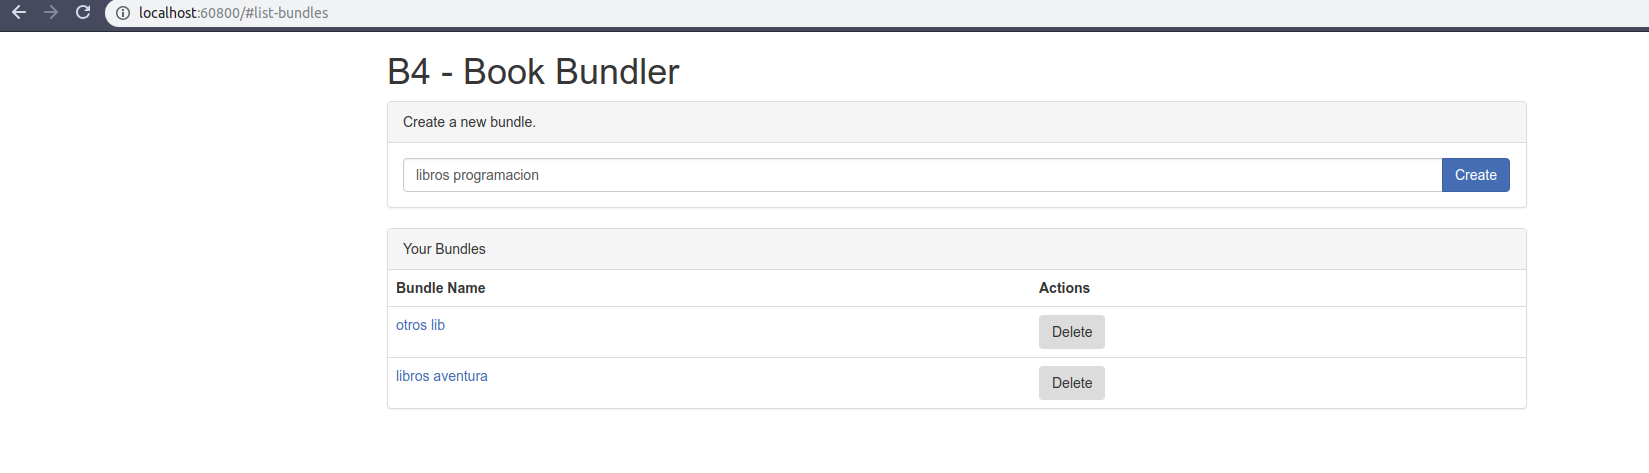 localhost:60800/#list-bundles
B4 - Book Bundler
Create a new bundle.
libros programacion Create
Your Bundles
Bundle Name Actions
otros lib Delete
libros aventura Delete